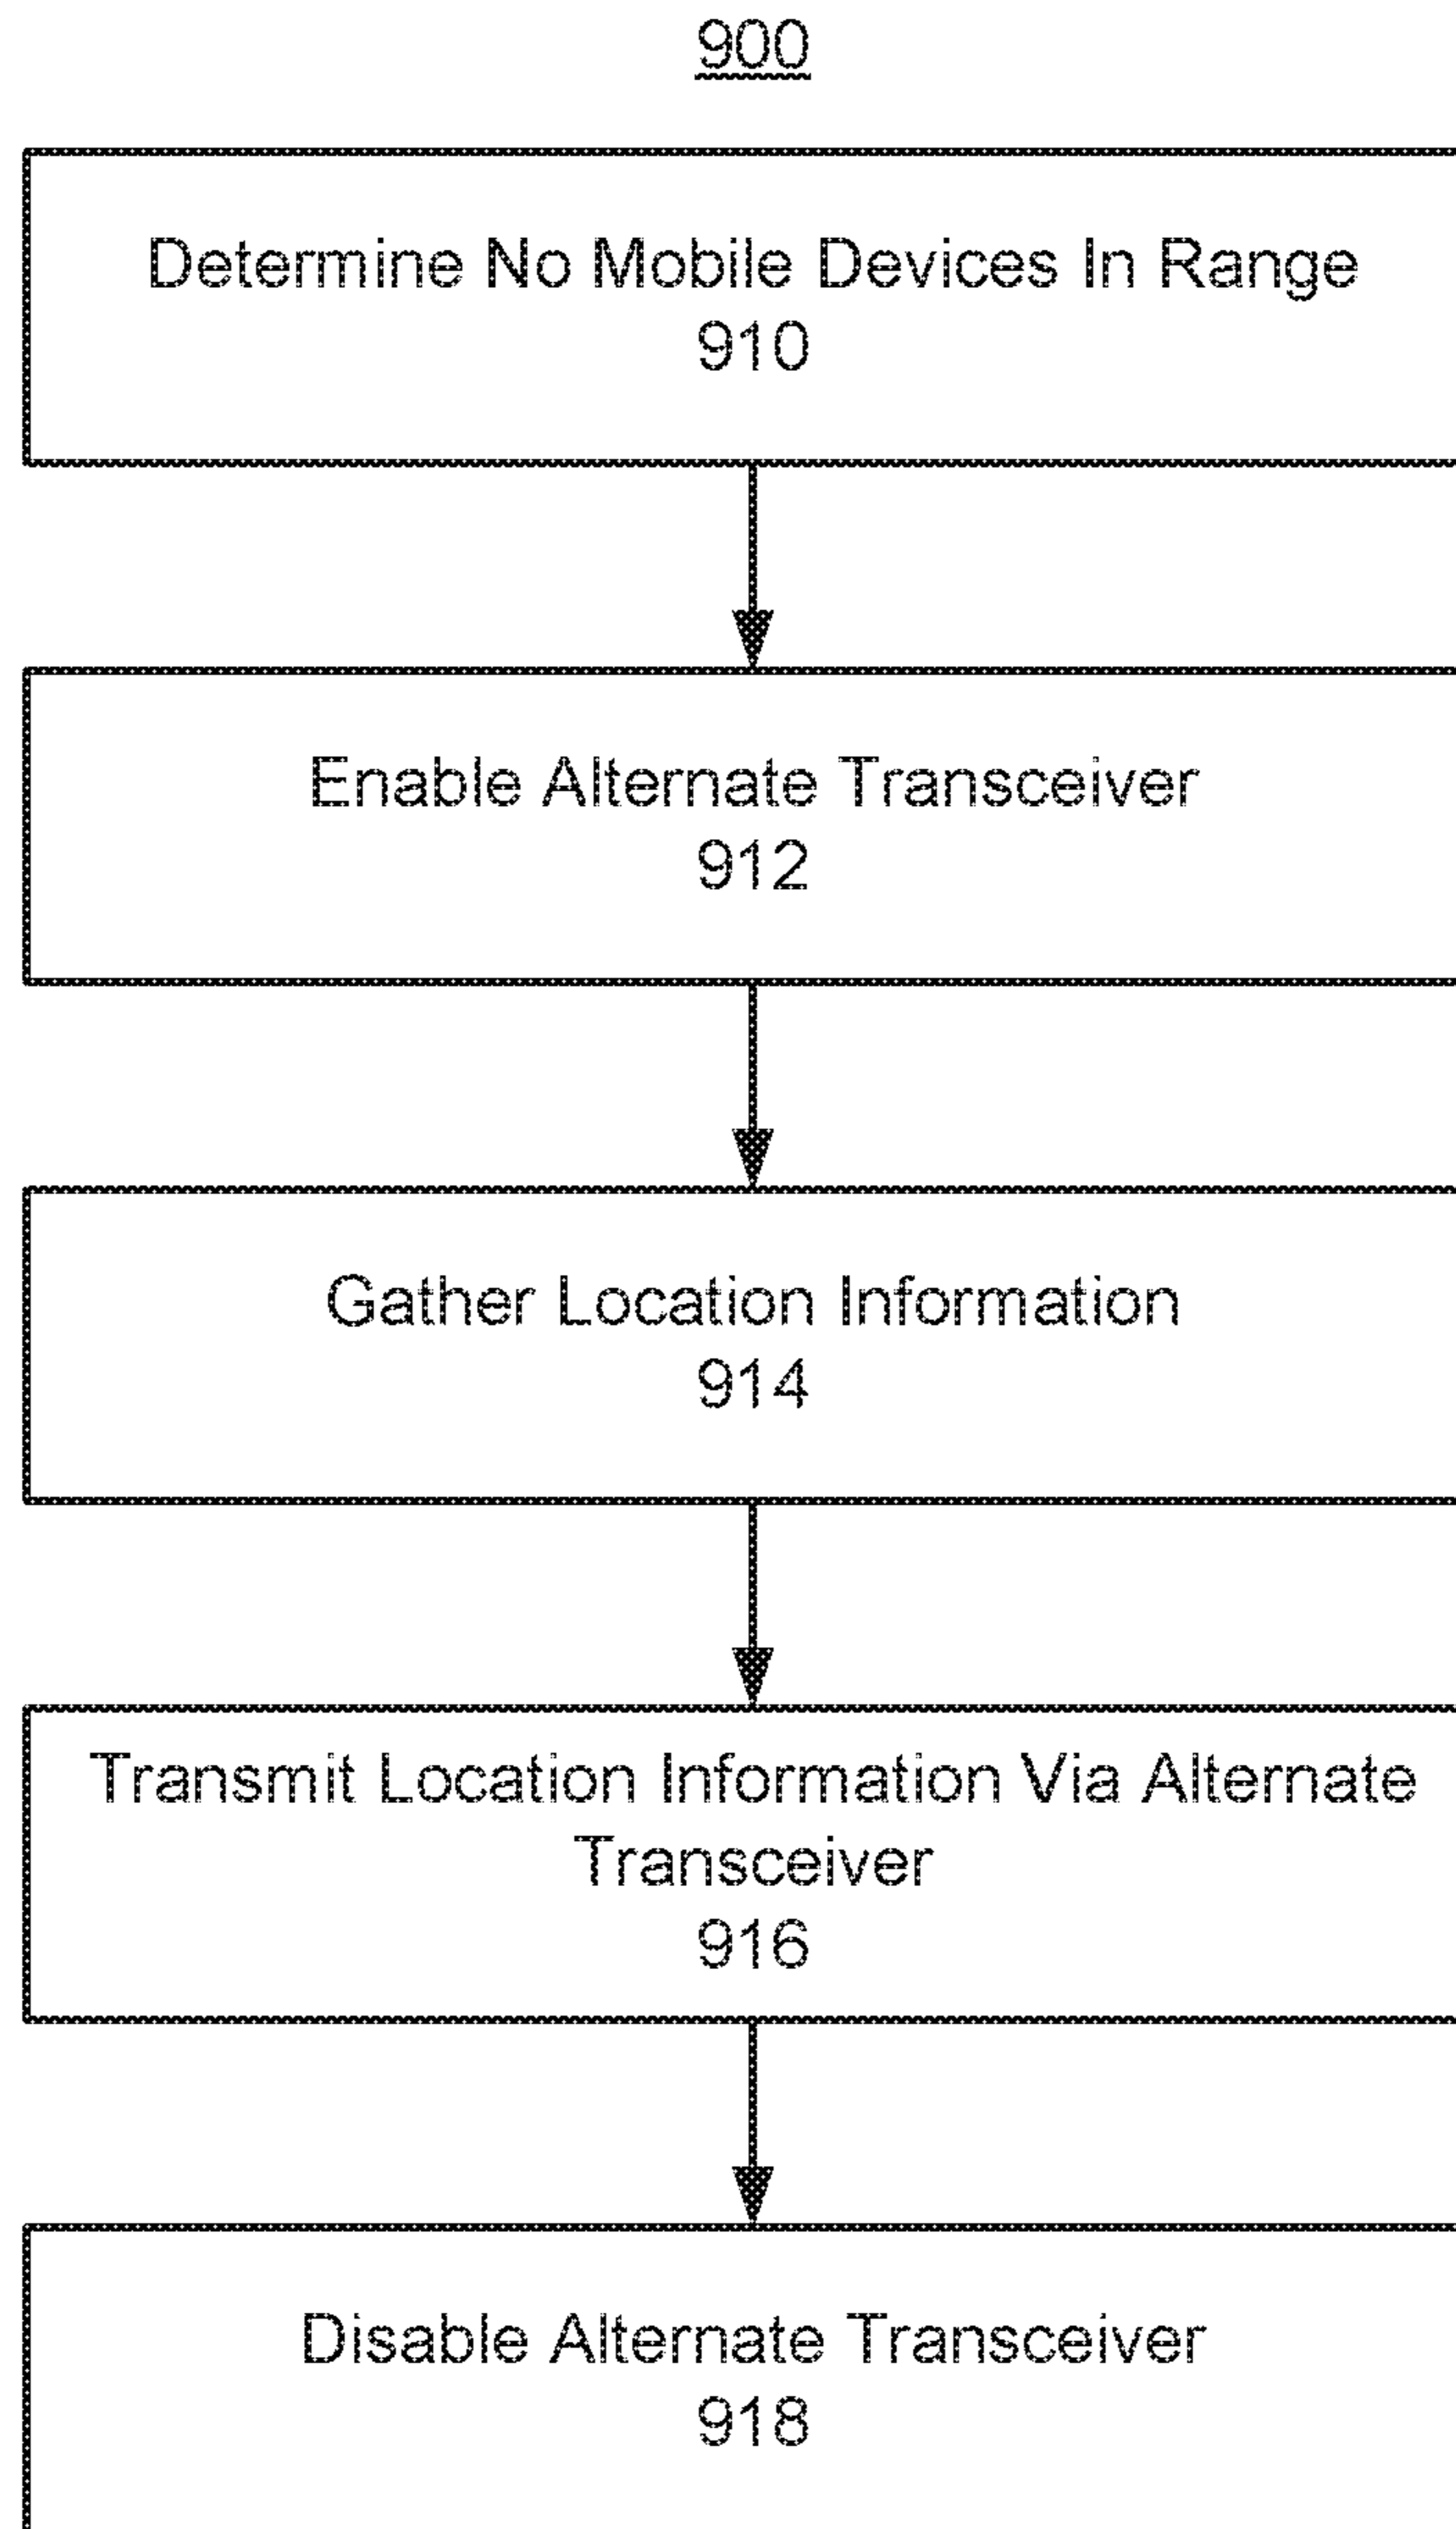 900
Determine No Mobile Devices In Range
910
Enable Alternate Transceiver
912
Gather Location Information
914
Transmit Location Information Via Alternate
Transceiver
916
Disable Alternate Transceiver
918